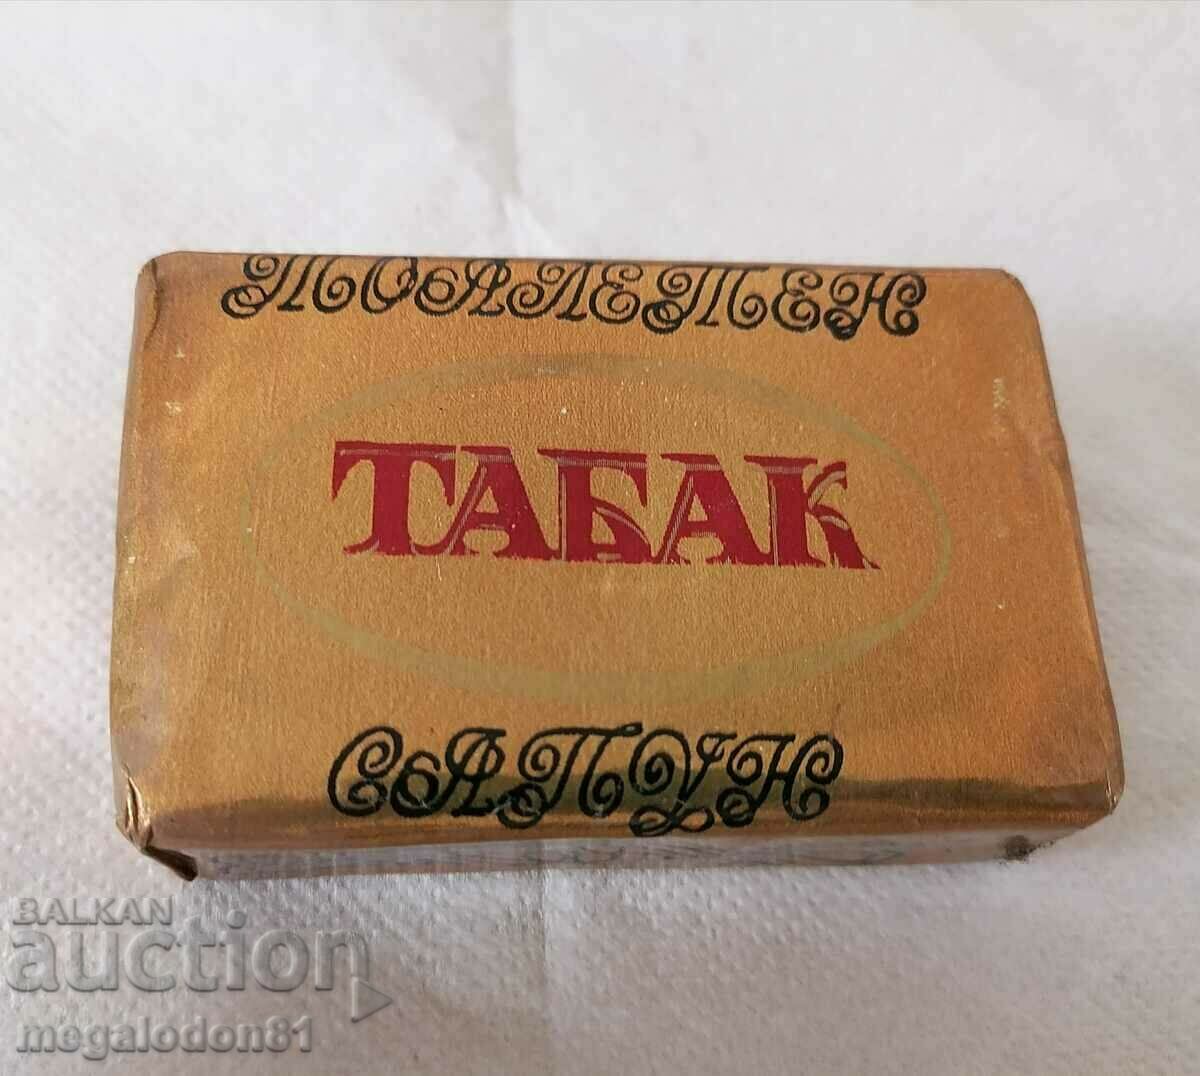 ТОАЛЕТЕН
ТАБАК
САПУН
BALKAN
auction
megalodon81